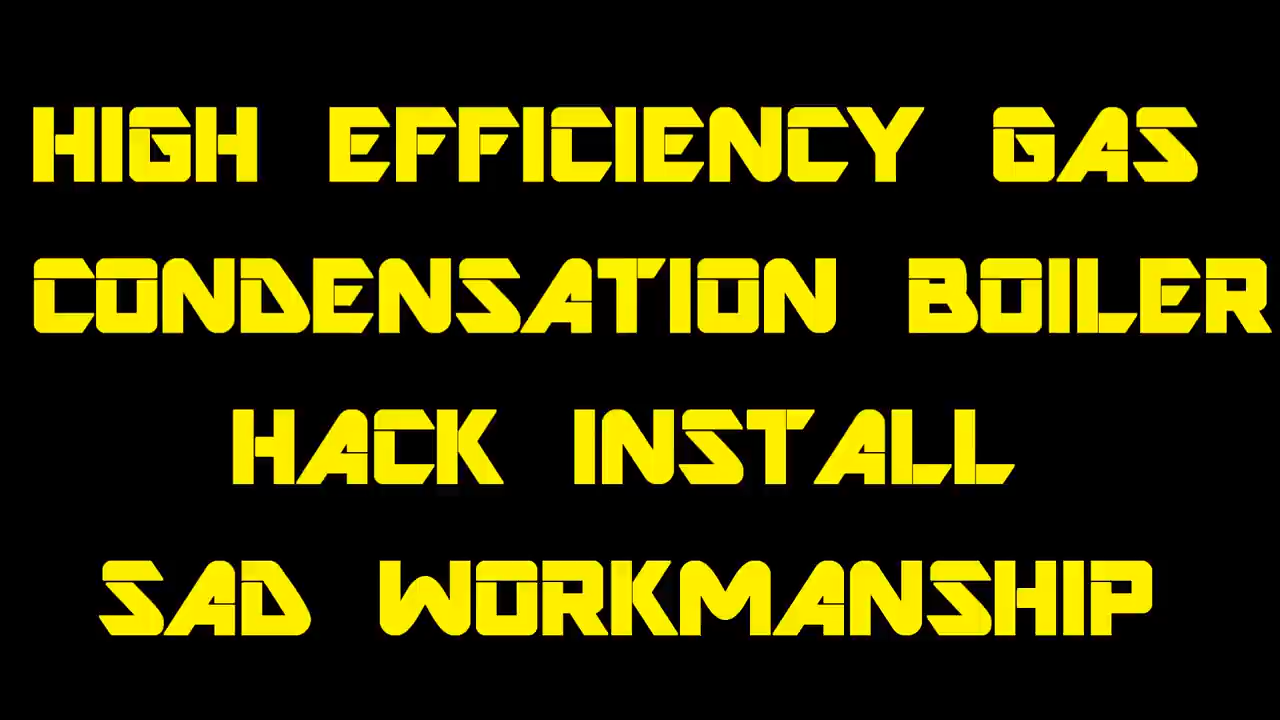 HIGH EFFICIENCY GAS
CONDENSATION BOILER
HACK INSTALL
SAD WORKMANSHIP